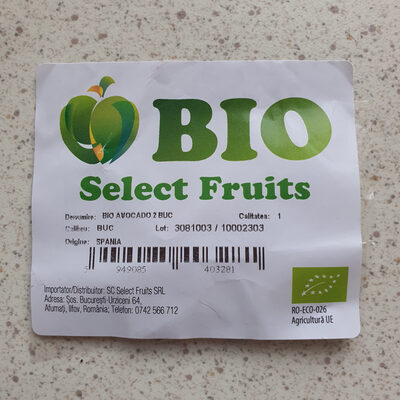 BIO
Select Fruits
Denumire: BIO AVOCADO 2 BUC Calitatea: 1
Calibru: BUC Lot: 3081003 / 10002303
Origine: SPANIA
5 949085 403281
Importator/Distribuitor: SC Select Fruits SRL
Adresa: Șos. București-Urziceni 64,
Afumați, Ilfov, România; Telefon: 0742 566 712
RO-ECO-026
Agricultură UE